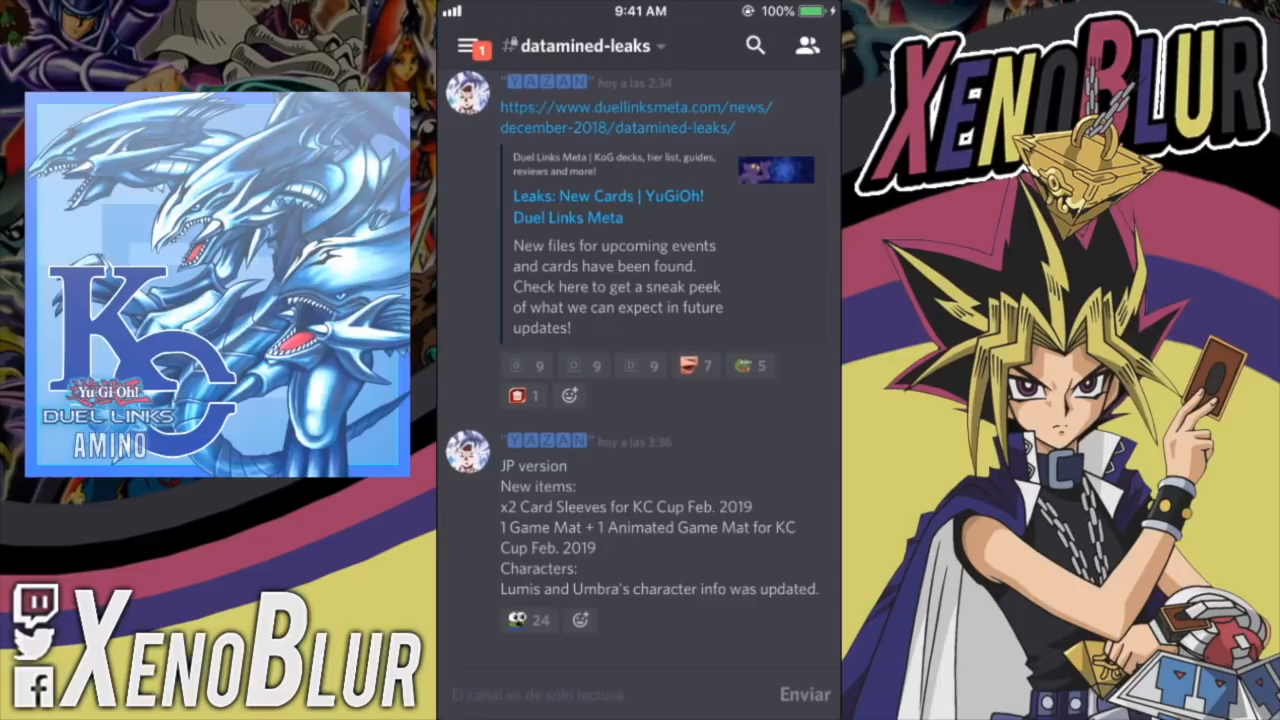 9:41 AM
100%
1
# datamined-leaks
"YAZAN" hoy a las 2:34
https://www.duellinksmeta.com/news/
december-2018/datamined-leaks/
Duel Links Meta | KoG decks, tier list, guides,
reviews and more!
Leaks: New Cards | YuGiOh!
Duel Links Meta
New files for upcoming events
and cards have been found.
Check here to get a sneak peek
of what we can expect in future
updates!
G 9 O 9 D 9 7 5
1
"YAZAN" hoy a las 3:36
JP version
New items:
x2 Card Sleeves for KC Cup Feb. 2019
1 Game Mat + 1 Animated Game Mat for KC
Cup Feb. 2019
Characters:
Lumis and Umbra's character info was updated.
24
El canal es de sólo lectura.
Enviar
KC
Yu-Gi-Oh!
DUEL LINKS
AMINO
XENOBLUR
XENOBLUR